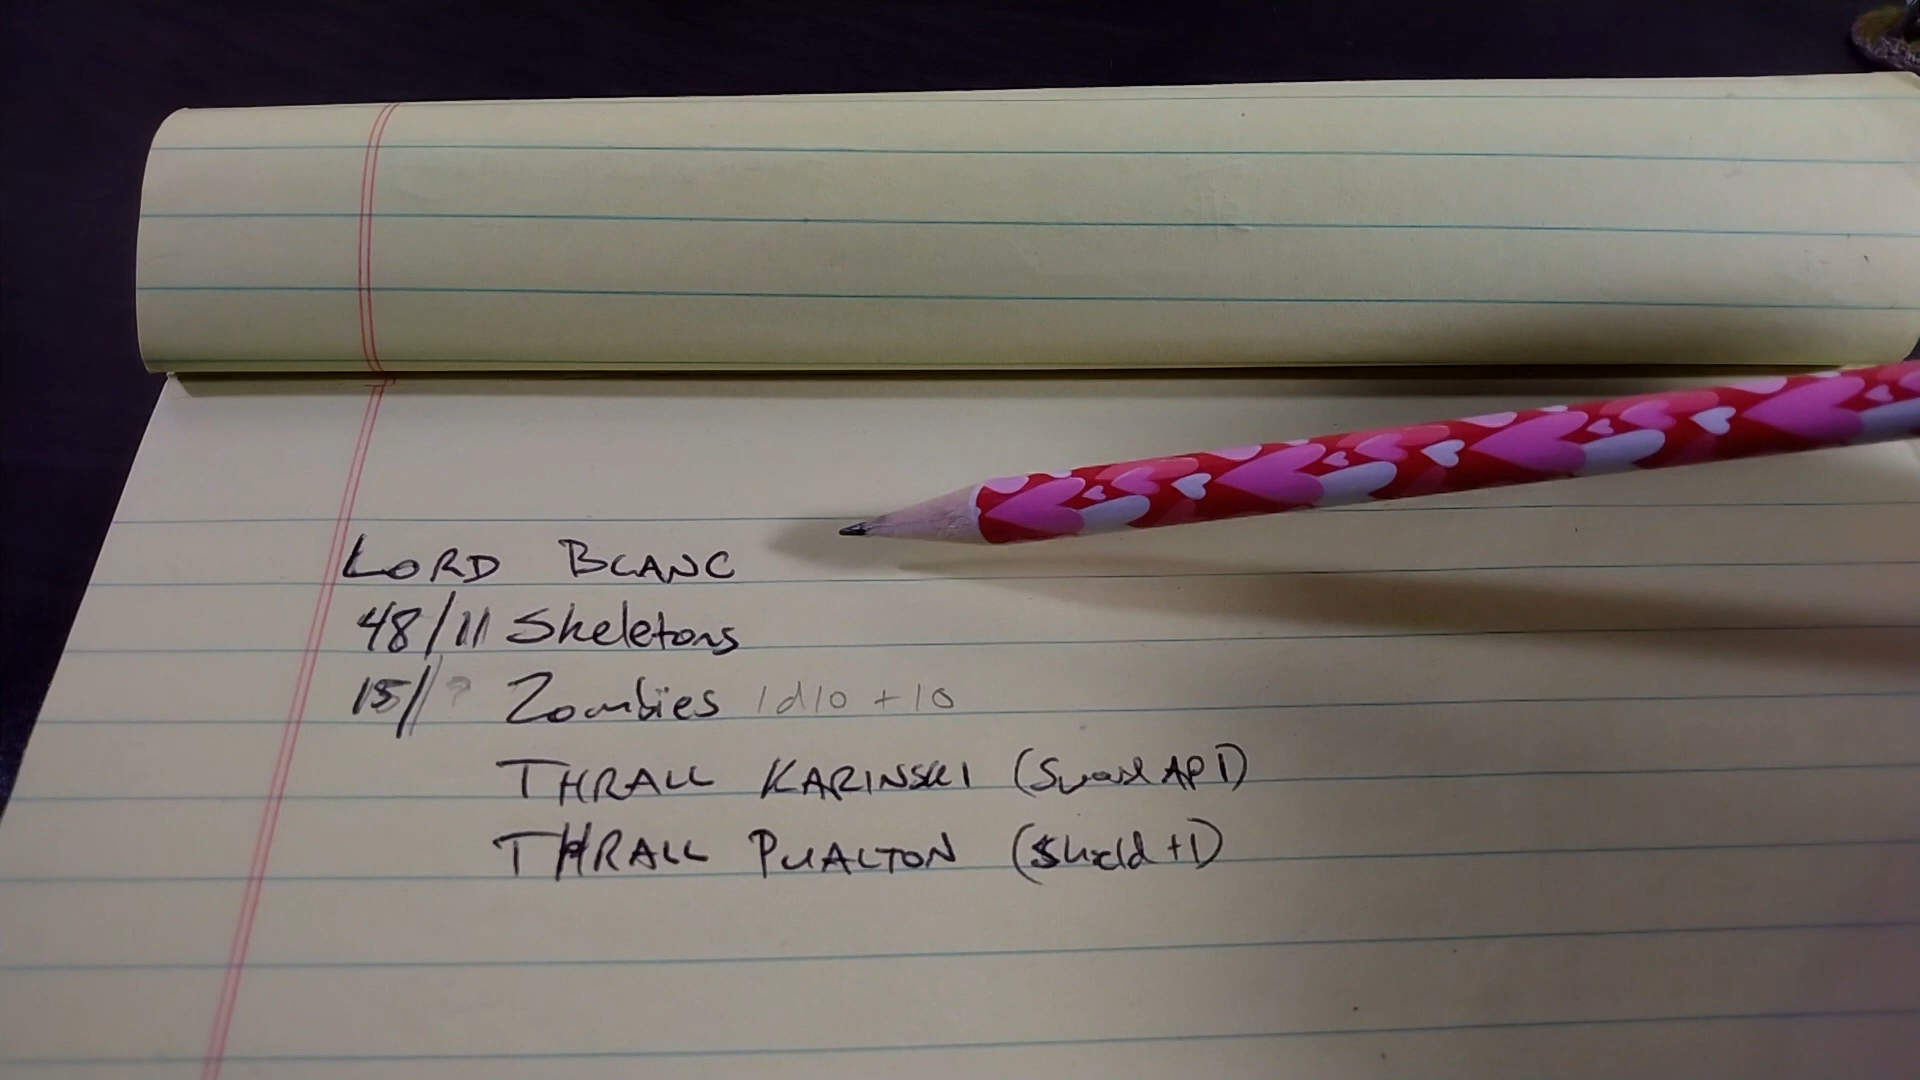 LORD BLANC
48/11 Skeletons
15/ ? Zombies 1d10 + 10
THRALL KARINSKI (Sword AP1)
THRALL PUALTON (Shield +1)